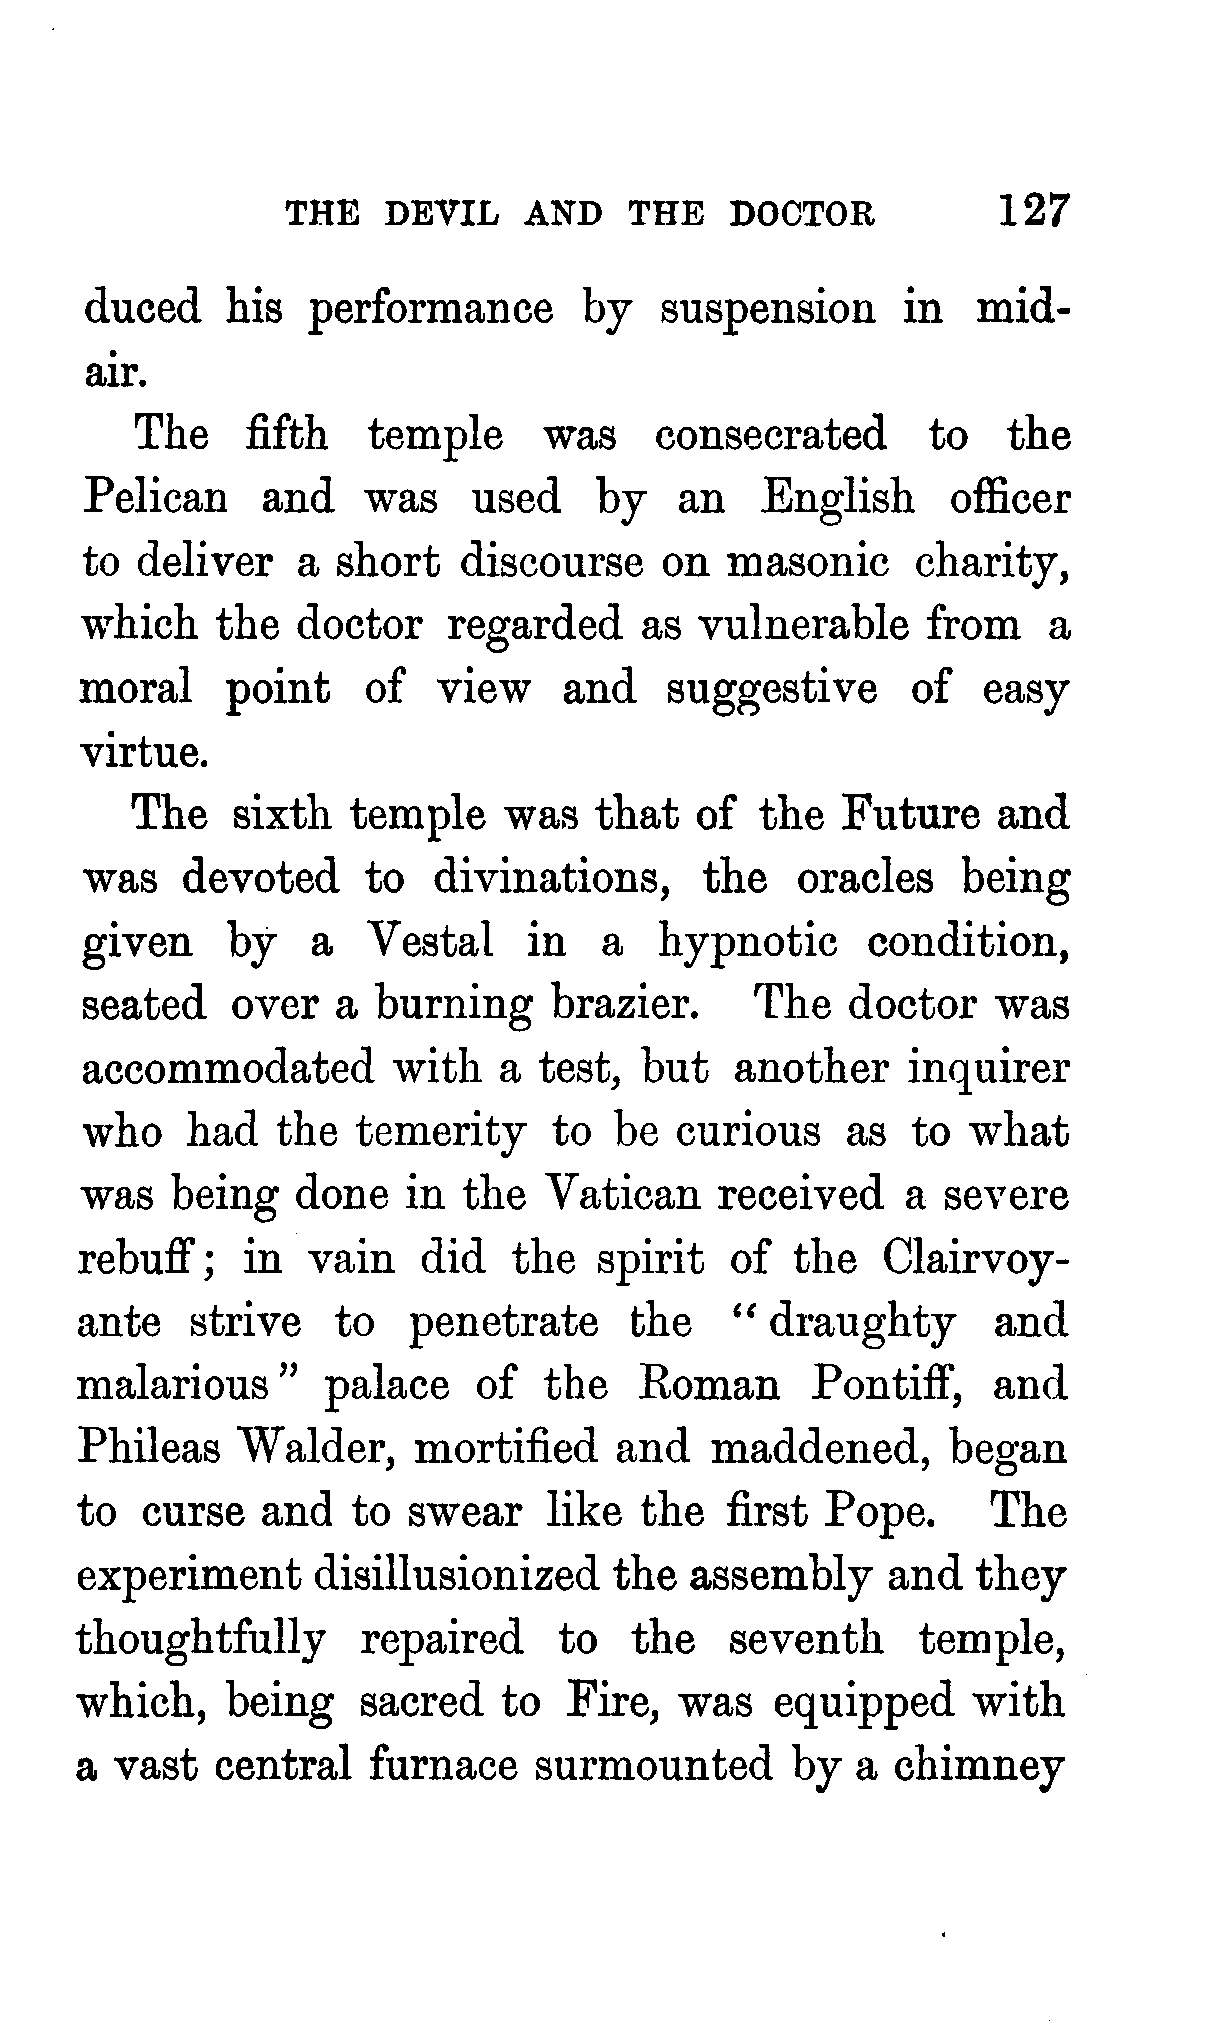 THE DEVIL AND THE DOCTOR 127
duced his performance by suspension in mid-
air.
The fifth temple was consecrated to the
Pelican and was used by an English officer
to deliver a short discourse on masonic charity,
which the doctor regarded as vulnerable from a
moral point of view and suggestive of easy
virtue.
The sixth temple was that of the Future and
was devoted to divinations, the oracles being
given by a Vestal in a hypnotic condition,
seated over a burning brazier. The doctor was
accommodated with a test, but another inquirer
who had the temerity to be curious as to what
was being done in the Vatican received a severe
rebuff; in vain did the spirit of the Clairvoy-
ante strive to penetrate the “ draughty and
malarious ” palace of the Roman Pontiff, and
Phileas Walder, mortified and maddened, began
to curse and to swear like the first Pope. The
experiment disillusionized the assembly and they
thoughtfully repaired to the seventh temple,
which, being sacred to Fire, was equipped with
a vast central furnace surmounted by a chimney